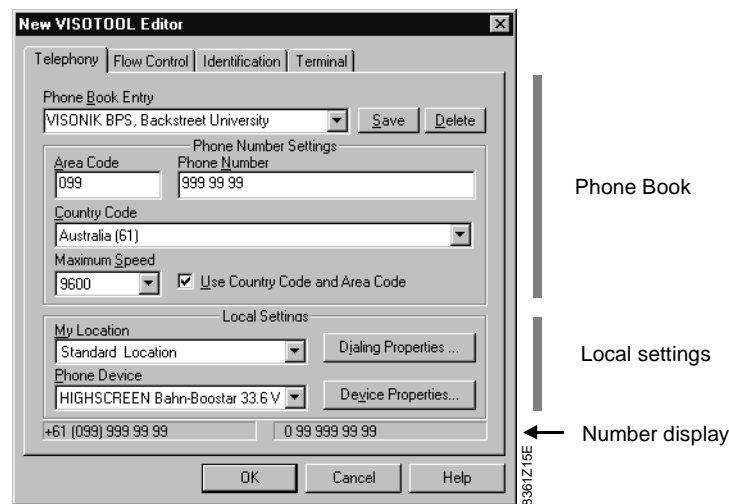 New VISOTOOL Editor
Telephony Flow Control Identification Terminal
Phone Book Entry
VISONIK BPS, Backstreet University Save Delete
Phone Number Settings
Area Code Phone Number
099 999 99 99
Country Code
Australia (61)
Maximum Speed
9600 Use Country Code and Area Code
Local Settings
My Location
Standard Location Dialing Properties ...
Phone Device
HIGHSCREEN Bahn-Boostar 33.6 V Device Properties...
+61 (099) 999 99 99 0 99 999 99 99
OK Cancel Help
Phone Book
Local settings
Number display
8361Z15E